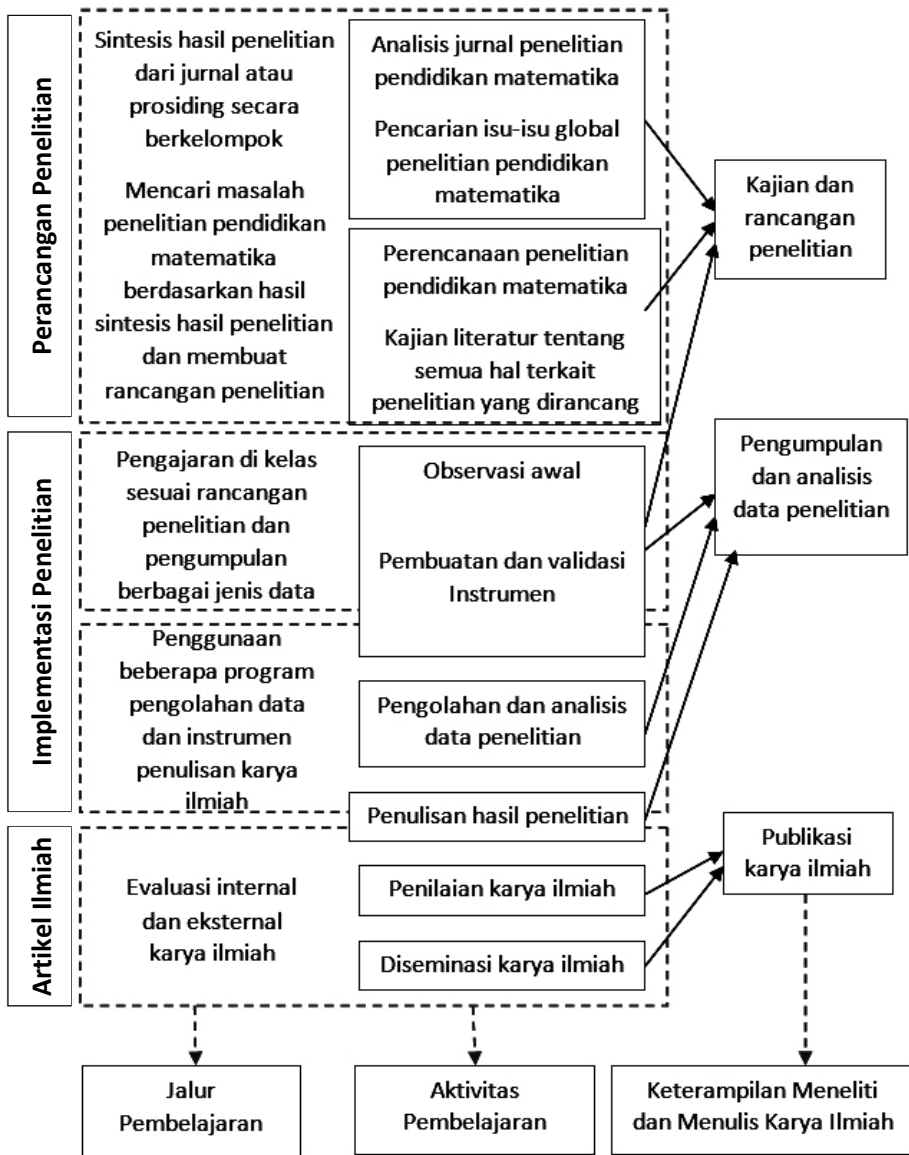 Perancangan Penelitian
Sintesis hasil penelitian
dari jurnal atau
prosiding secara
berkelompok
Mencari masalah
penelitian pendidikan
matematika
berdasarkan hasil
sintesis hasil penelitian
dan membuat
rancangan penelitian
Analisis jurnal penelitian
pendidikan matematika
Pencarian isu-isu global
penelitian pendidikan
matematika
Perencanaan penelitian
pendidikan matematika
Kajian literatur tentang
semua hal terkait
penelitian yang dirancang
Kajian dan
rancangan
penelitian
Implementasi Penelitian
Pengajaran di kelas
sesuai rancangan
penelitian dan
pengumpulan
berbagai jenis data
Observasi awal
Pembuatan dan validasi
Instrumen
Pengumpulan
dan analisis
data penelitian
Penggunaan
beberapa program
pengolahan data
dan instrumen
penulisan karya
ilmiah
Pengolahan dan analisis
data penelitian
Penulisan hasil penelitian
Artikel Ilmiah
Evaluasi internal
dan eksternal
karya ilmiah
Penilaian karya ilmiah
Diseminasi karya ilmiah
Publikasi
karya ilmiah
Jalur
Pembelajaran
Aktivitas
Pembelajaran
Keterampilan Meneliti
dan Menulis Karya Ilmiah